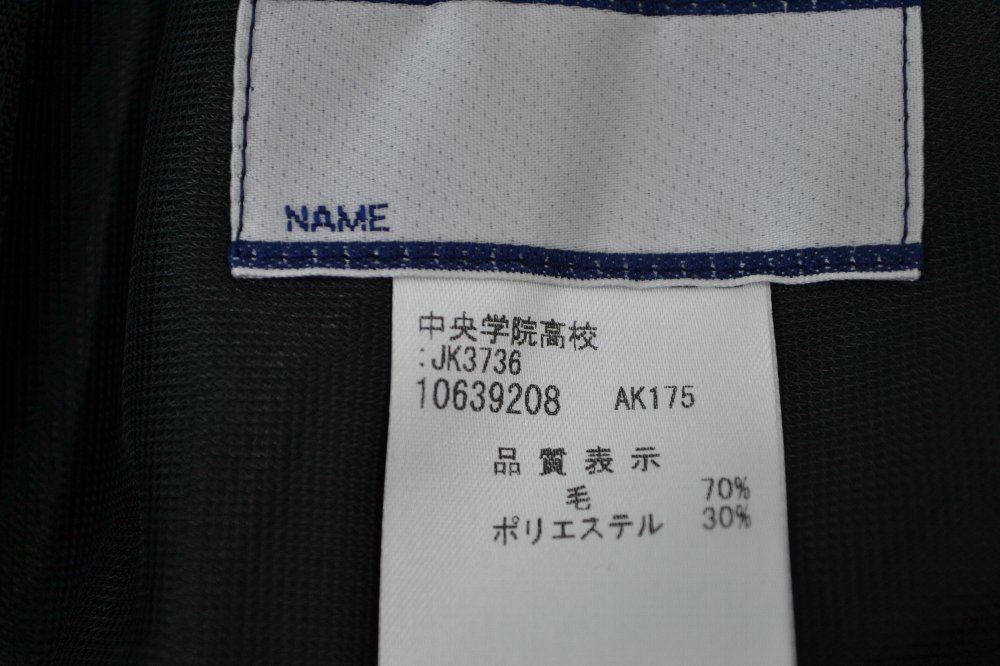 NAME
中央学院高校
:JK3736
10639208 AK175
品質表示
毛 70%
ポリエステル 30%